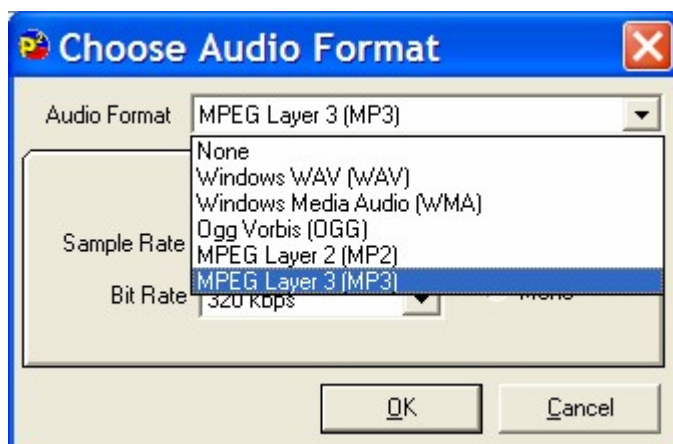 Choose Audio Format
Audio Format MPEG Layer 3 (MP3)
None
Windows WAV (WAV)
Windows Media Audio (WMA)
Ogg Vorbis (OGG)
Sample Rate
MPEG Layer 2 (MP2)
MPEG Layer 3 (MP3)
Bit Rate 320 kbps Mono
OK Cancel